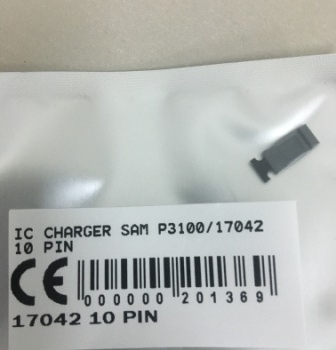 IC CHARGER SAM P3100/17042
10 PIN
CE
000000 201369
17042 10 PIN